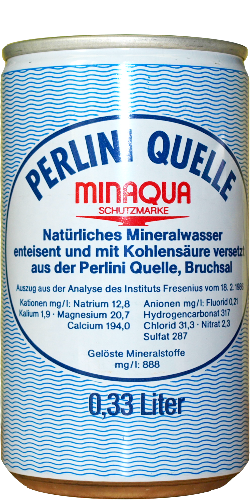 PERLINI QUELLE
MINAQUA
SCHUTZMARKE
Natürliches Mineralwasser
enteisent und mit Kohlensäure versetzt
aus der Perlini Quelle, Bruchsal
Auszug aus der Analyse des Instituts Fresenius vom 18. 2.
Kationen mg/l: Natrium 12,8
Kalium 1,9 · Magnesium 20,7
Calcium 194,0
Anionen mg/l: Fluorid 0,21
Hydrogencarbonat 317
Chlorid 31,3 · Nitrat 2,3
Sulfat 287
Gelöste Mineralstoffe
mg/l: 888
0,33 Liter